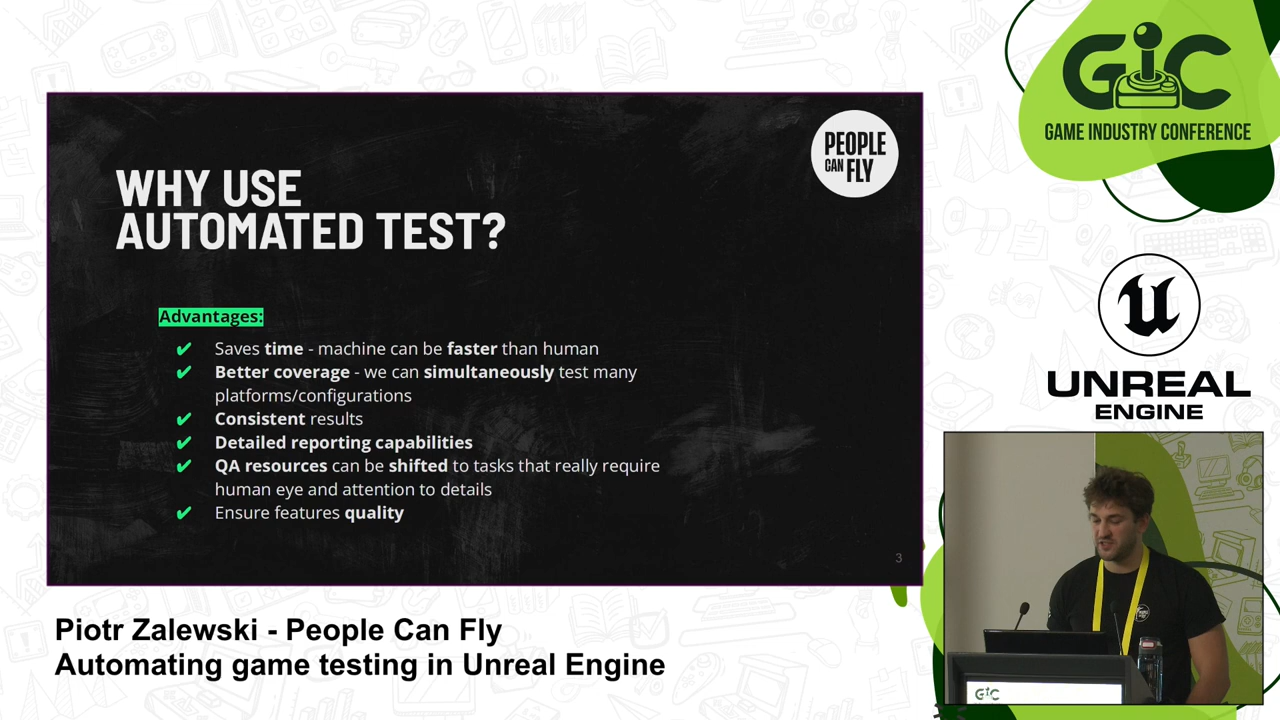 PEOPLE
CAN FLY
WHY USE
AUTOMATED TEST?
Advantages:
✔ Saves time - machine can be faster than human
✔ Better coverage - we can simultaneously test many
platforms/configurations
✔ Consistent results
✔ Detailed reporting capabilities
✔ QA resources can be shifted to tasks that really require
human eye and attention to details
✔ Ensure features quality
3
GIC
GAME INDUSTRY CONFERENCE
UNREAL
ENGINE
GIC
Piotr Zalewski - People Can Fly
Automating game testing in Unreal Engine